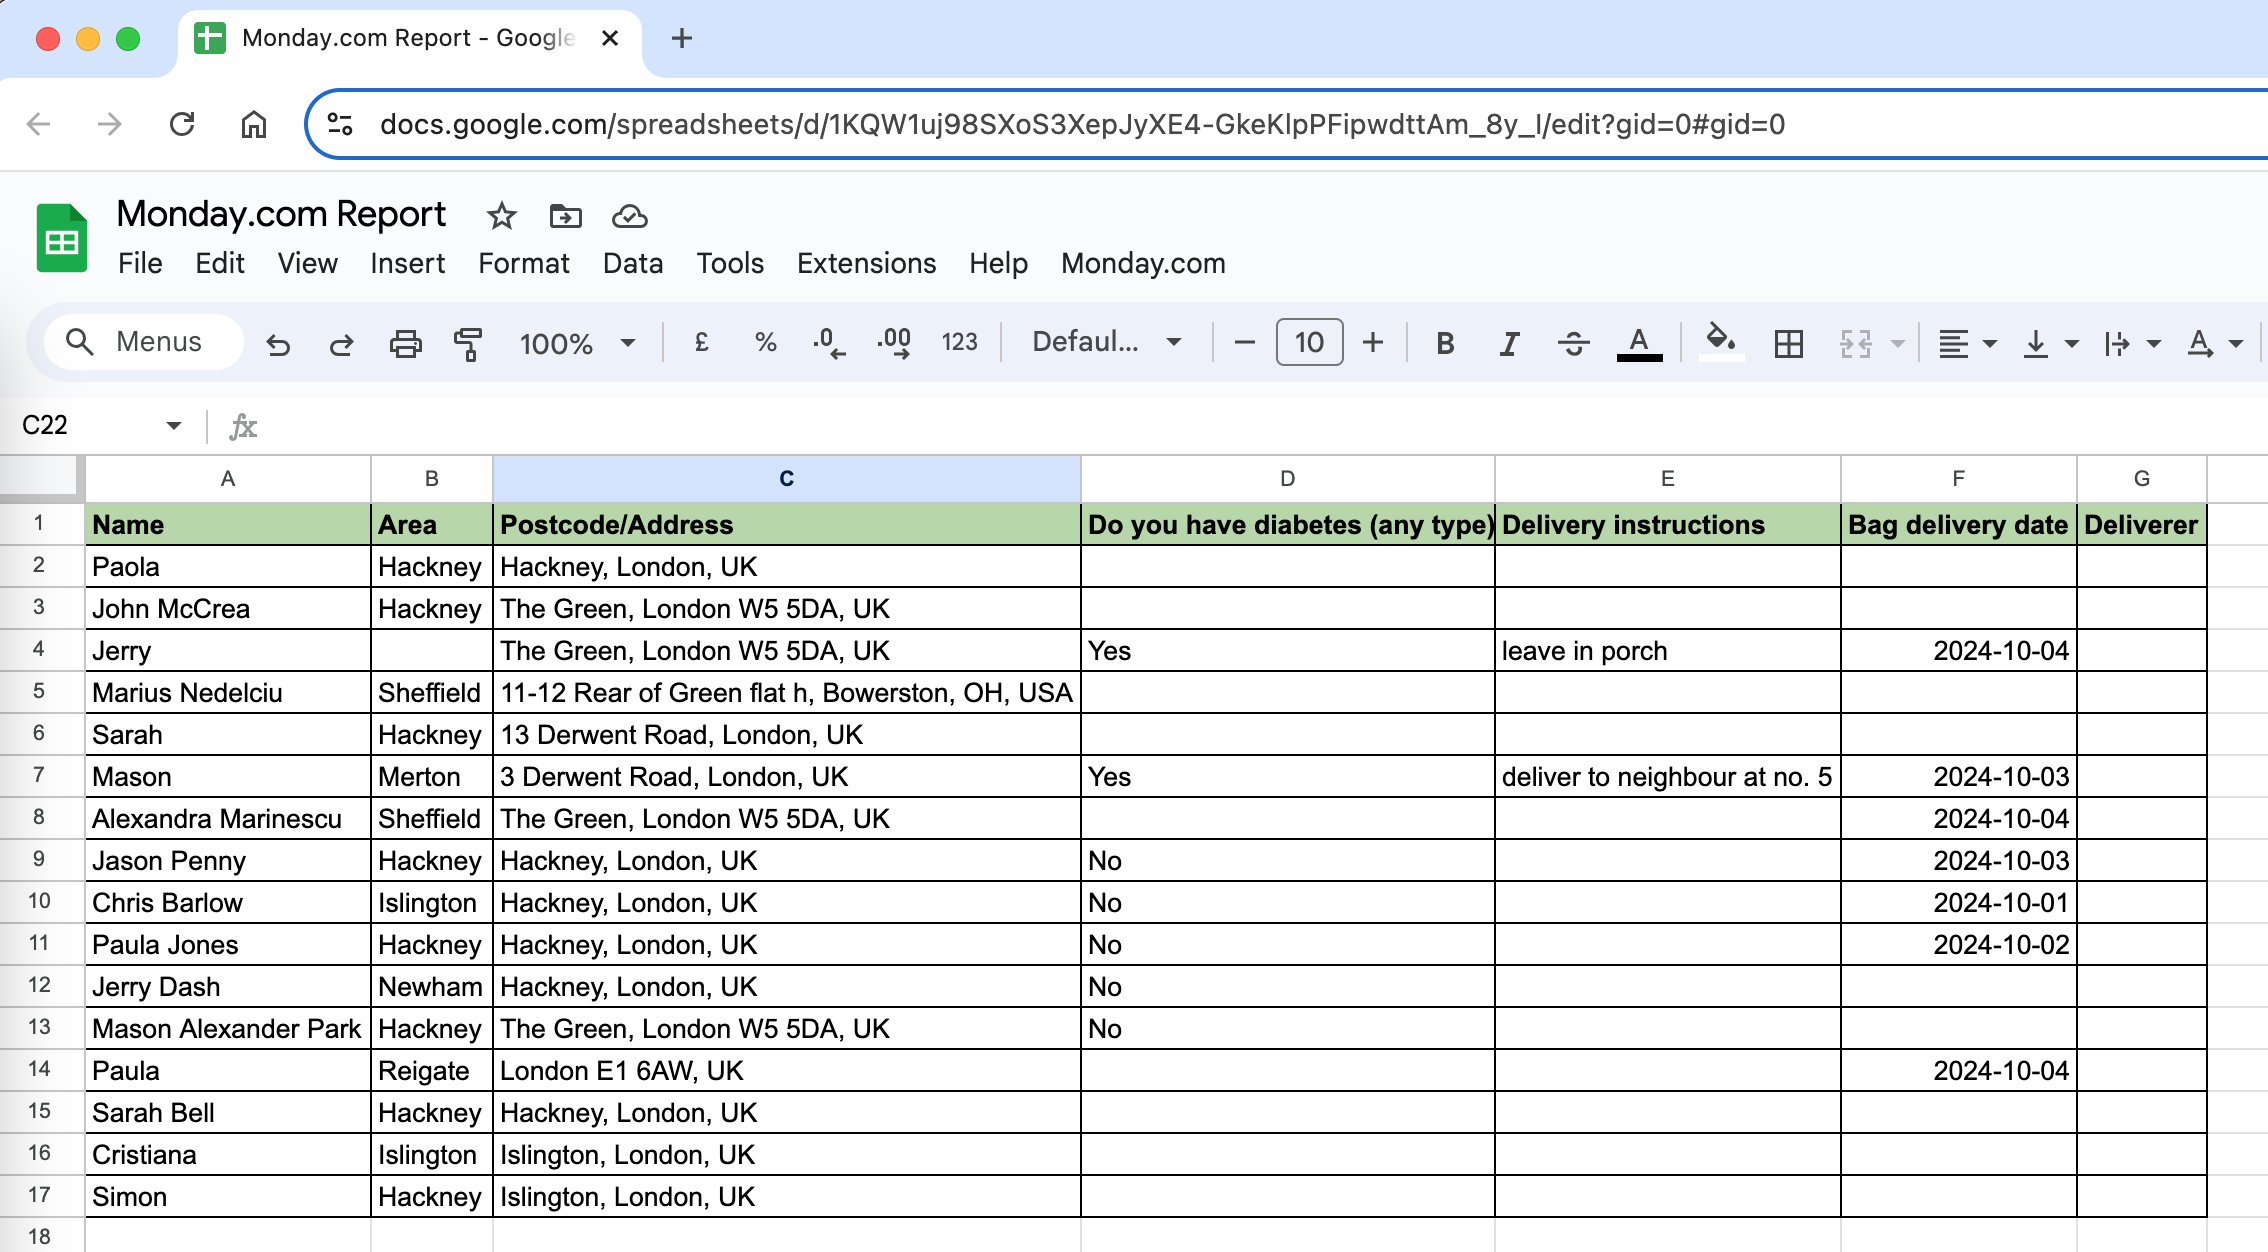 Monday.com Report - Google
docs.google.com/spreadsheets/d/1KQW1uj98SXoS3XepJyXE4-GkeKlpPFipwdttAm_8y_I/edit?gid=0#gid=0
Monday.com Report
File Edit View Insert Format Data Tools Extensions Help Monday.com
Menus 100% £ % .0 .00 123 Defaul... 10 B I S A A
C22 fx
A B C D E F G
1 Name Area Postcode/Address Do you have diabetes (any type) Delivery instructions Bag delivery date Deliverer
2 Paola Hackney Hackney, London, UK
3 John McCrea Hackney The Green, London W5 5DA, UK
4 Jerry The Green, London W5 5DA, UK Yes leave in porch 2024-10-04
5 Marius Nedelciu Sheffield 11-12 Rear of Green flat h, Bowerston, OH, USA
6 Sarah Hackney 13 Derwent Road, London, UK
7 Mason Merton 3 Derwent Road, London, UK Yes deliver to neighbour at no. 5 2024-10-03
8 Alexandra Marinescu Sheffield The Green, London W5 5DA, UK 2024-10-04
9 Jason Penny Hackney Hackney, London, UK No 2024-10-03
10 Chris Barlow Islington Hackney, London, UK No 2024-10-01
11 Paula Jones Hackney Hackney, London, UK No 2024-10-02
12 Jerry Dash Newham Hackney, London, UK No
13 Mason Alexander Park Hackney The Green, London W5 5DA, UK No
14 Paula Reigate London E1 6AW, UK 2024-10-04
15 Sarah Bell Hackney Hackney, London, UK
16 Cristiana Islington Islington, London, UK
17 Simon Hackney Islington, London, UK
18